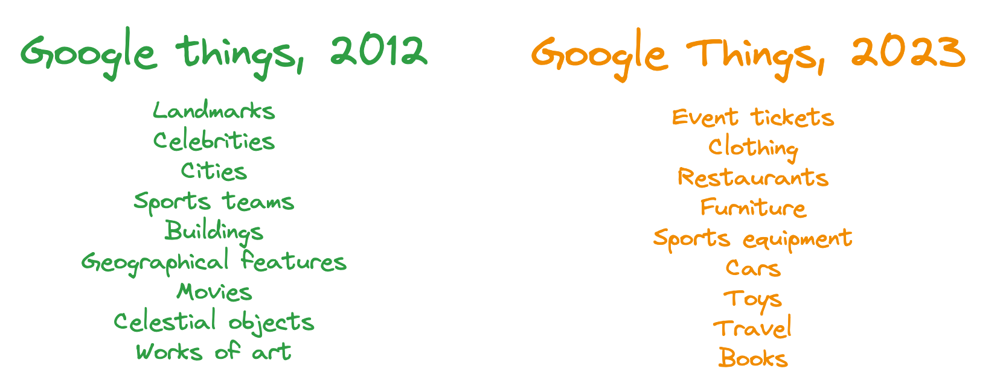 Google things, 2012
Landmarks
Celebrities
Cities
Sports teams
Buildings
Geographical features
Movies
Celestial objects
Works of art
Google Things, 2023
Event tickets
Clothing
Restaurants
Furniture
Sports equipment
Cars
Toys
Travel
Books